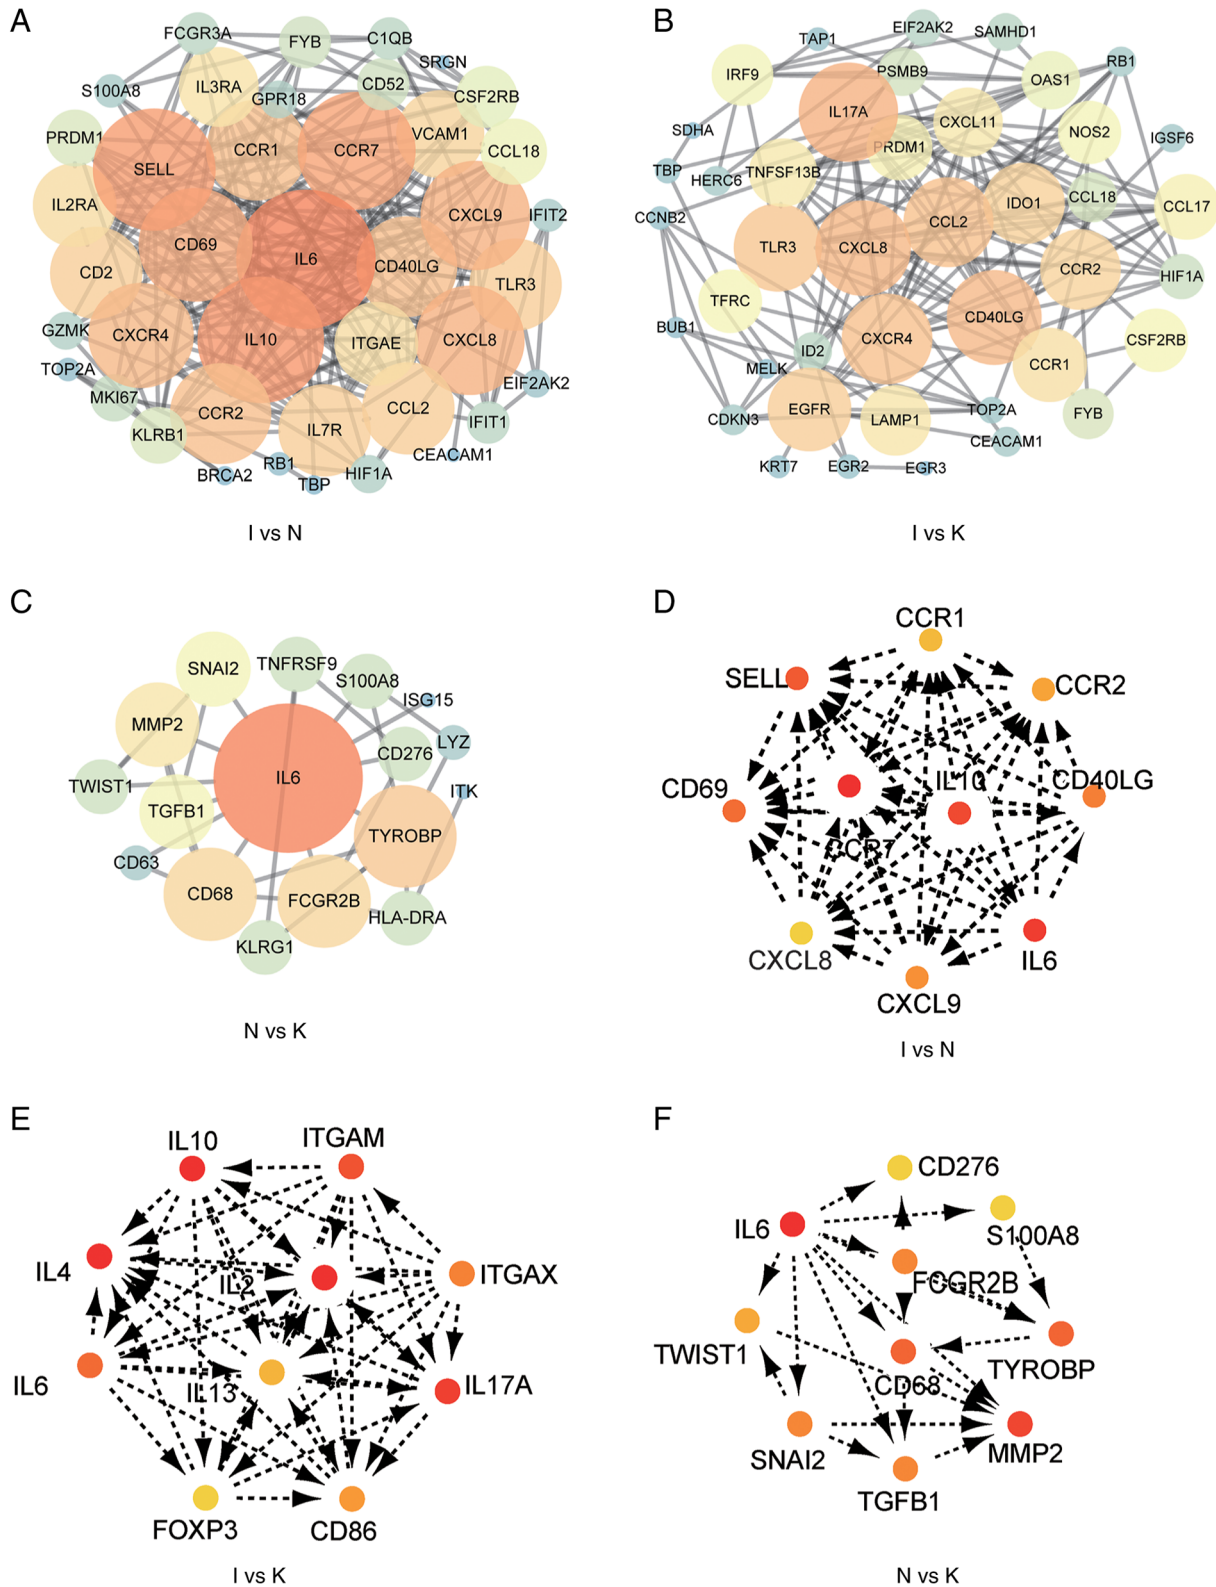 A
FCGR3A
FYB
C1QB
SRGN
S100A8
IL3RA
GPR18
CD52
CSF2RB
PRDM1
SELL
CCR1
CCR7
VCAM1
CCL18
IL2RA
CD69
IL6
CXCL9
IFIT2
CD2
CD40LG
TLR3
GZMK
CXCR4
IL10
ITGAE
CXCL8
TOP2A
MKI67
EIF2AK2
KLRB1
CCR2
IL7R
CCL2
IFIT1
CEACAM1
BRCA2
RB1
TBP
HIF1A
I vs N
B
TAP1
EIF2AK2
SAMHD1
RB1
IRF9
PSMB9
OAS1
IL17A
CXCL11
NOS2
IGSF6
SDHA
PRDM1
TBP
HERC6
TNFSF13B
CCNB2
CCL2
IDO1
CCL18
CCL17
TLR3
CXCL8
CCR2
HIF1A
TFRC
BUB1
CD40LG
CXCR4
ID2
MELK
CCR1
CSF2RB
CDKN3
EGFR
LAMP1
TOP2A
FYB
CEACAM1
KRT7
EGR2
EGR3
I vs K
C
SNAI2
TNFRSF9
S100A8
ISG15
MMP2
LYZ
CD276
TWIST1
IL6
ITK
TGFB1
TYROBP
CD63
CD68
FCGR2B
HLA-DRA
KLRG1
N vs K
D
CCR1
SELL
CCR2
CD69
IL10
CD40LG
CCR7
CXCL8
IL6
CXCL9
I vs N
E
IL10
ITGAM
IL4
IL2
ITGAX
IL6
IL13
IL17A
FOXP3
CD86
I vs K
F
CD276
IL6
S100A8
FCGR2B
TWIST1
TYROBP
CD68
SNAI2
MMP2
TGFB1
N vs K